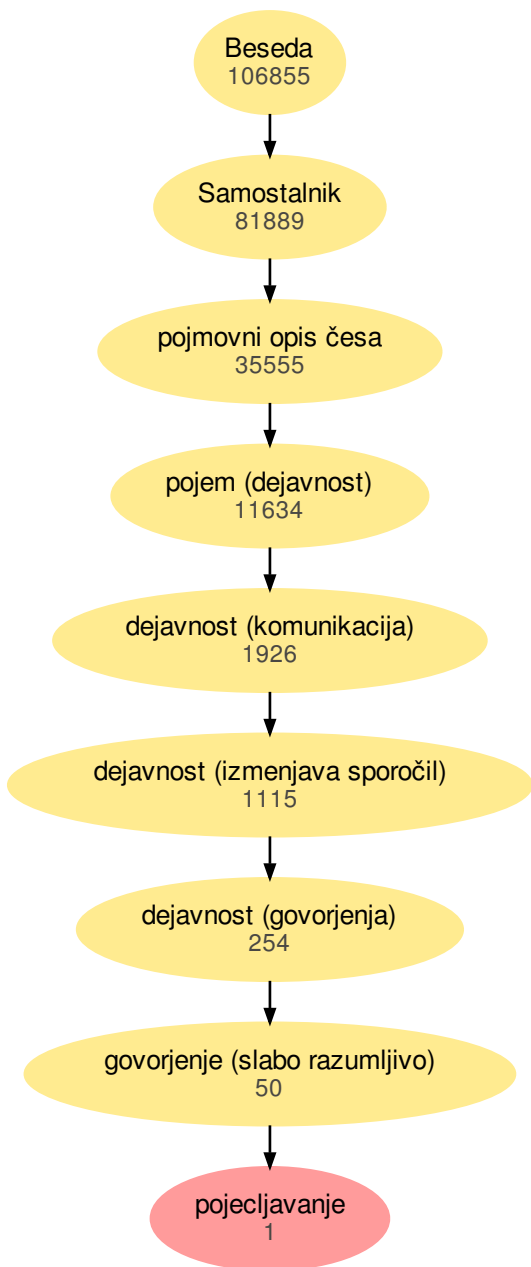 Beseda
106855
Samostalnik
81889
pojmovni opis česa
35555
pojem (dejavnost)
11634
dejavnost (komunikacija)
1926
dejavnost (izmenjava sporočil)
1115
dejavnost (govorjenja)
254
govorjenje (slabo razumljivo)
50
pojecljavanje
1